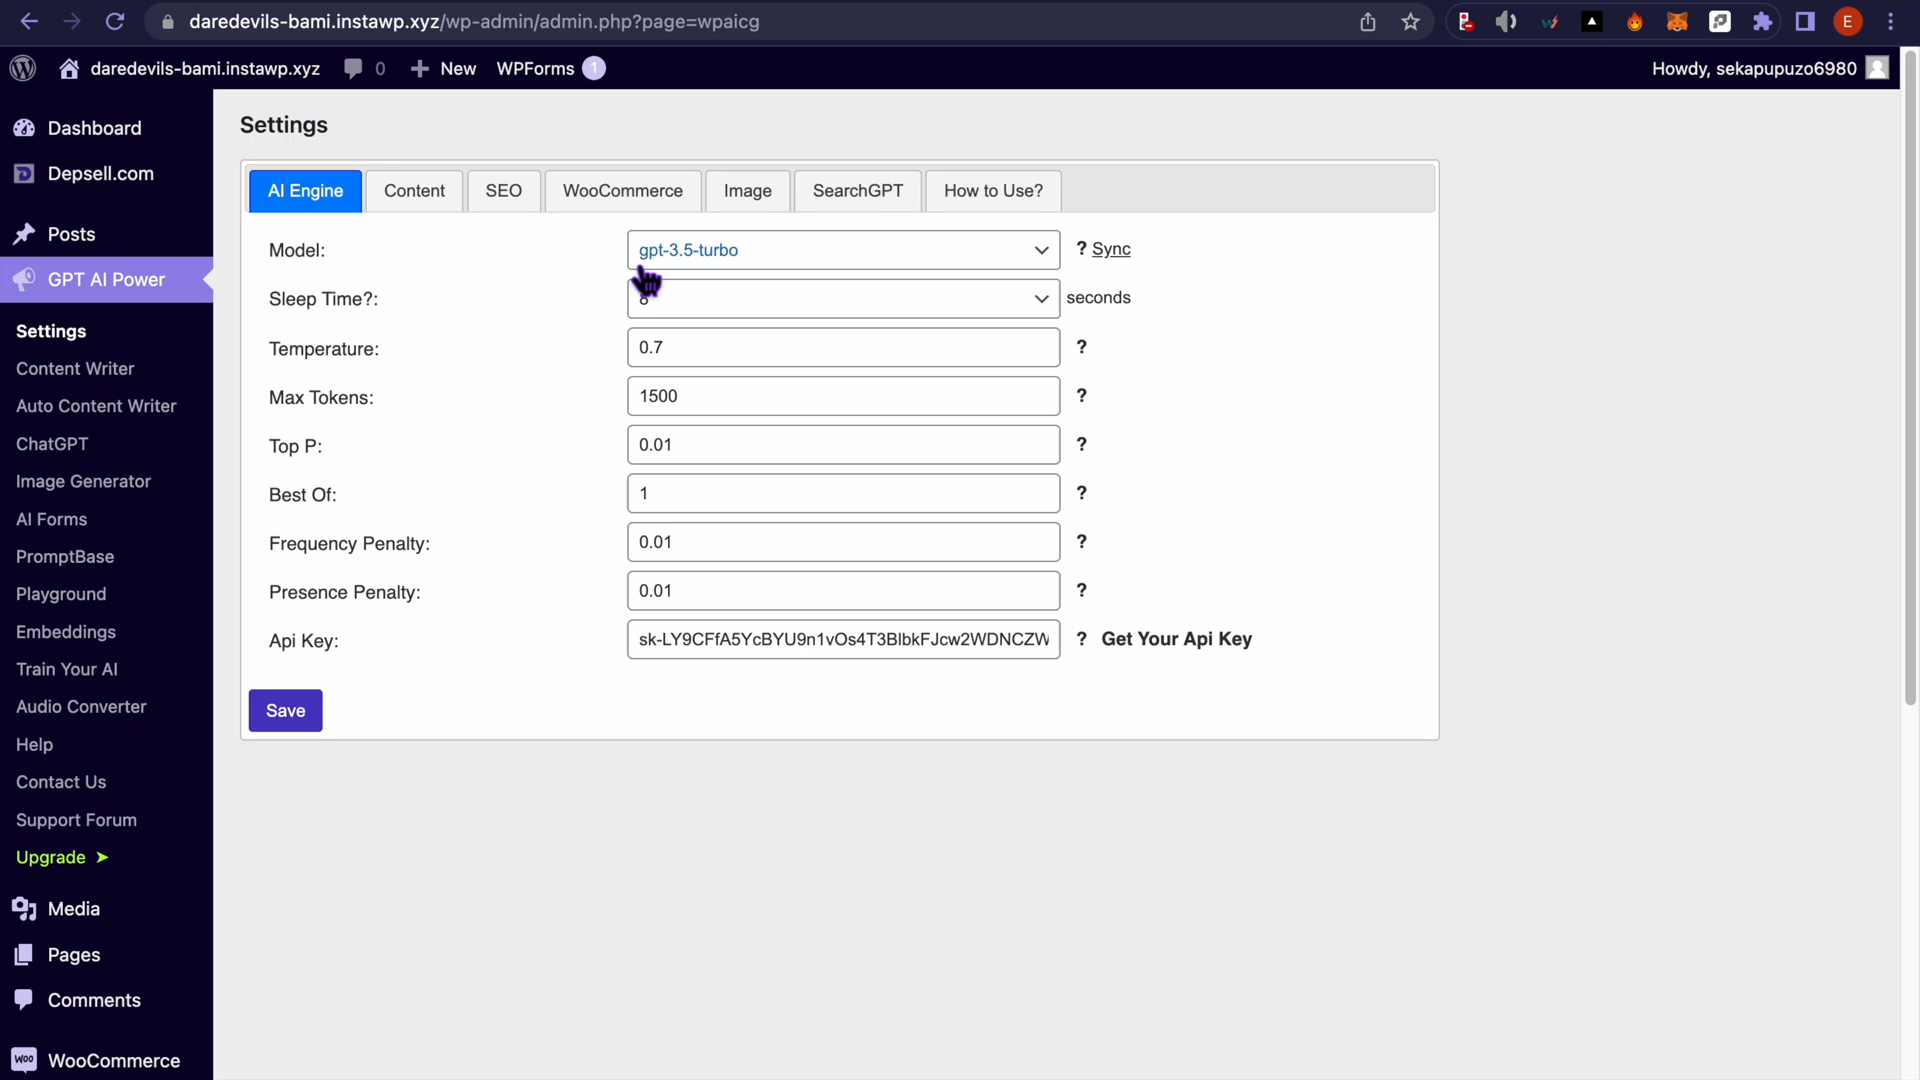 daredevils-bami.instawp.xyz/wp-admin/admin.php?page=wpaicg
E
daredevils-bami.instawp.xyz 0 New WPForms 1
Howdy, sekapupuzo6980
Dashboard
Depsell.com
Posts
GPT AI Power
Settings
Content Writer
Auto Content Writer
ChatGPT
Image Generator
AI Forms
PromptBase
Playground
Embeddings
Train Your AI
Audio Converter
Help
Contact Us
Support Forum
Upgrade ➤
Media
Pages
Comments
WooCommerce
Settings
AI Engine Content SEO WooCommerce Image SearchGPT How to Use?
Model: gpt-3.5-turbo ? Sync
Sleep Time?: 8 seconds
Temperature: 0.7 ?
Max Tokens: 1500 ?
Top P: 0.01 ?
Best Of: 1 ?
Frequency Penalty: 0.01 ?
Presence Penalty: 0.01 ?
Api Key: sk-LY9CFfA5YcBYU9n1vOs4T3BlbkFJcw2WDNCZW ? Get Your Api Key
Save